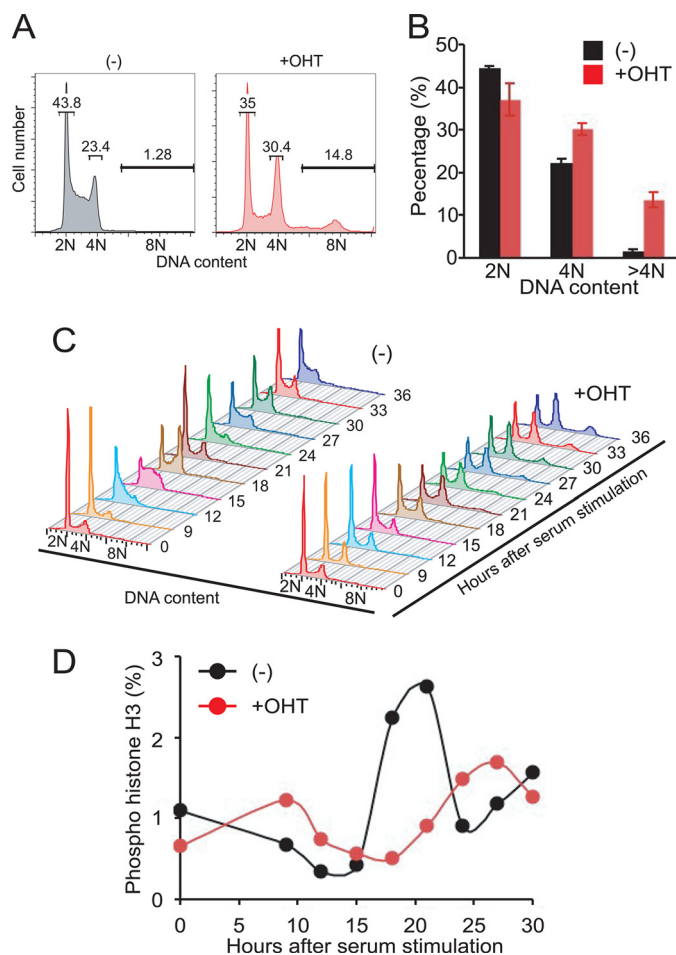 A
(-)
+OHT
43.8
23.4
1.28
35
30.4
14.8
Cell number
2N 4N 8N
2N 4N 8N
DNA content
B
(-)
+OHT
Pecentage (%)
50
40
30
20
10
0
2N 4N >4N
DNA content
C
(-)
36
33
30
27
24
21
18
15
12
9
0
2N 4N 8N
DNA content
+OHT
36
33
30
27
24
21
18
15
12
9
0
2N 4N 8N
Hours after serum stimulation
D
(-)
+OHT
Phospho histone H3 (%)
3
2
1
0
0 5 10 15 20 25 30
Hours after serum stimulation